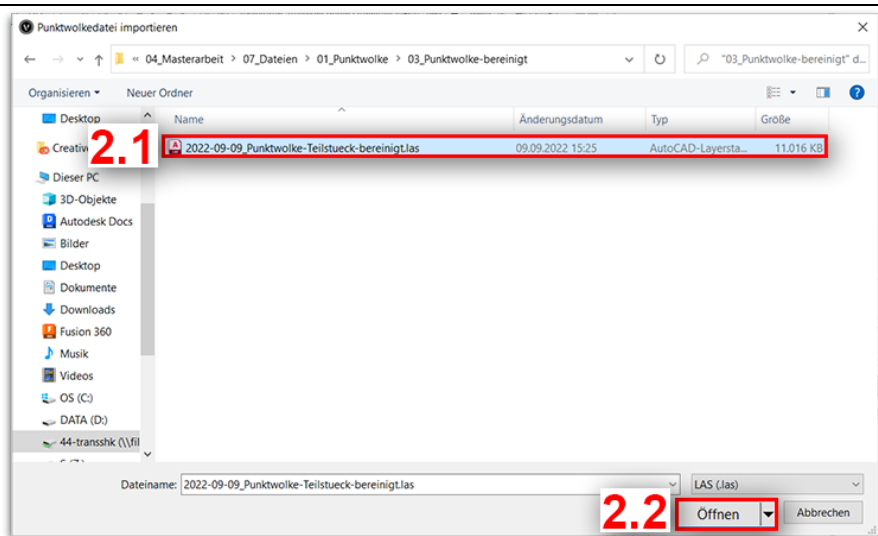 Punktwolkedatei importieren
« 04_Masterarbeit > 07_Dateien > 01_Punktwolke > 03_Punktwolke-bereinigt
"03_Punktwolke-bereinigt" d...
Organisieren Neuer Ordner
Name Änderungsdatum Typ Größe
2.1 2022-09-09_Punktwolke-Teilstueck-bereinigt.las 09.09.2022 15:25 AutoCAD-Layersta... 11.016 KB
Desktop
Dieser PC
3D-Objekte
Autodesk Docs
Bilder
Desktop
Dokumente
Downloads
Fusion 360
Musik
Videos
OS (C:)
DATA (D:)
44-transshk (\\fil
Dateiname: 2022-09-09_Punktwolke-Teilstueck-bereinigt.las LAS (.las)
2.2 Öffnen Abbrechen